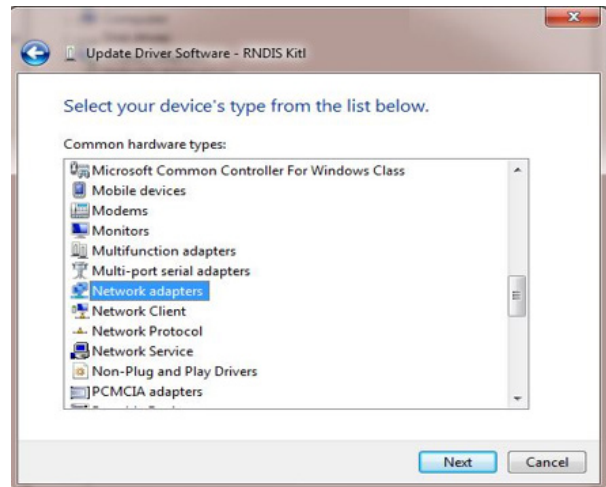 Update Driver Software - RNDIS Kitl
Select your device's type from the list below.
Common hardware types:
Microsoft Common Controller For Windows Class
Mobile devices
Modems
Monitors
Multifunction adapters
Multi-port serial adapters
Network adapters
Network Client
Network Protocol
Network Service
Non-Plug and Play Drivers
PCMCIA adapters
Next Cancel